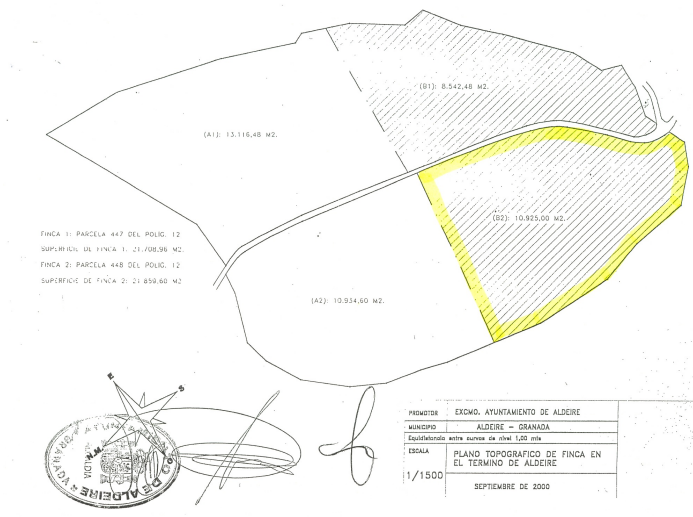 (B1): 8.542,48 M2.
(A1): 13.116,48 M2.
(B2): 10.925,00 M2.
FINCA 1: PARCELA 447 DEL POLIG. 12
SUPERFICIE DE FINCA 1: 21.708,96 M2.
FINCA 2: PARCELA 448 DEL POLIG. 12
SUPERFICIE DE FINCA 2: 21.859,60 M2
(A2): 10.934,60 M2.
E
S
N
DE ALDEIRE
GRANADA
PROMOTOR EXCMO. AYUNTAMIENTO DE ALDEIRE
MUNICIPIO ALDEIRE - GRANADA
Equidistancia entre curvas de nivel 1,00 mts
ESCALA
1/1500
PLANO TOPOGRAFICO DE FINCA EN
EL TERMINO DE ALDEIRE
SEPTIEMBRE DE 2000